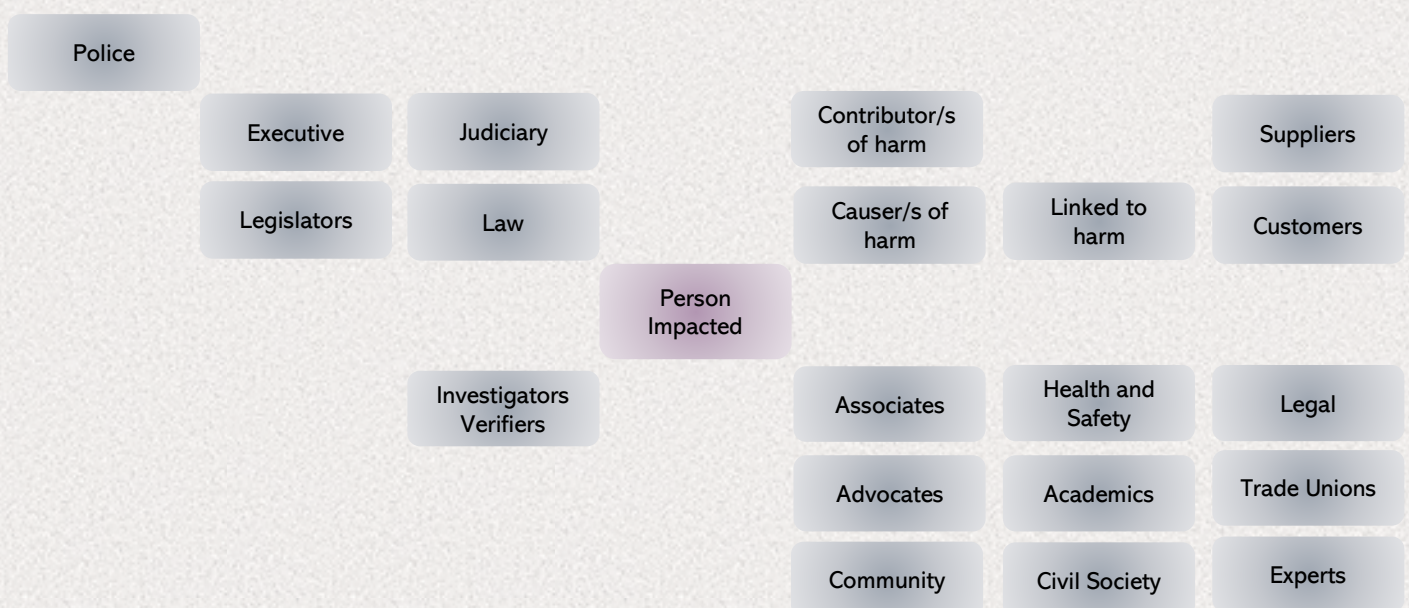 Police
Executive
Judiciary
Contributor/s
of harm
Suppliers
Legislators
Law
Causer/s of
harm
Linked to
harm
Customers
Person
Impacted
Investigators
Verifiers
Associates
Health and
Safety
Legal
Advocates
Academics
Trade Unions
Community
Civil Society
Experts